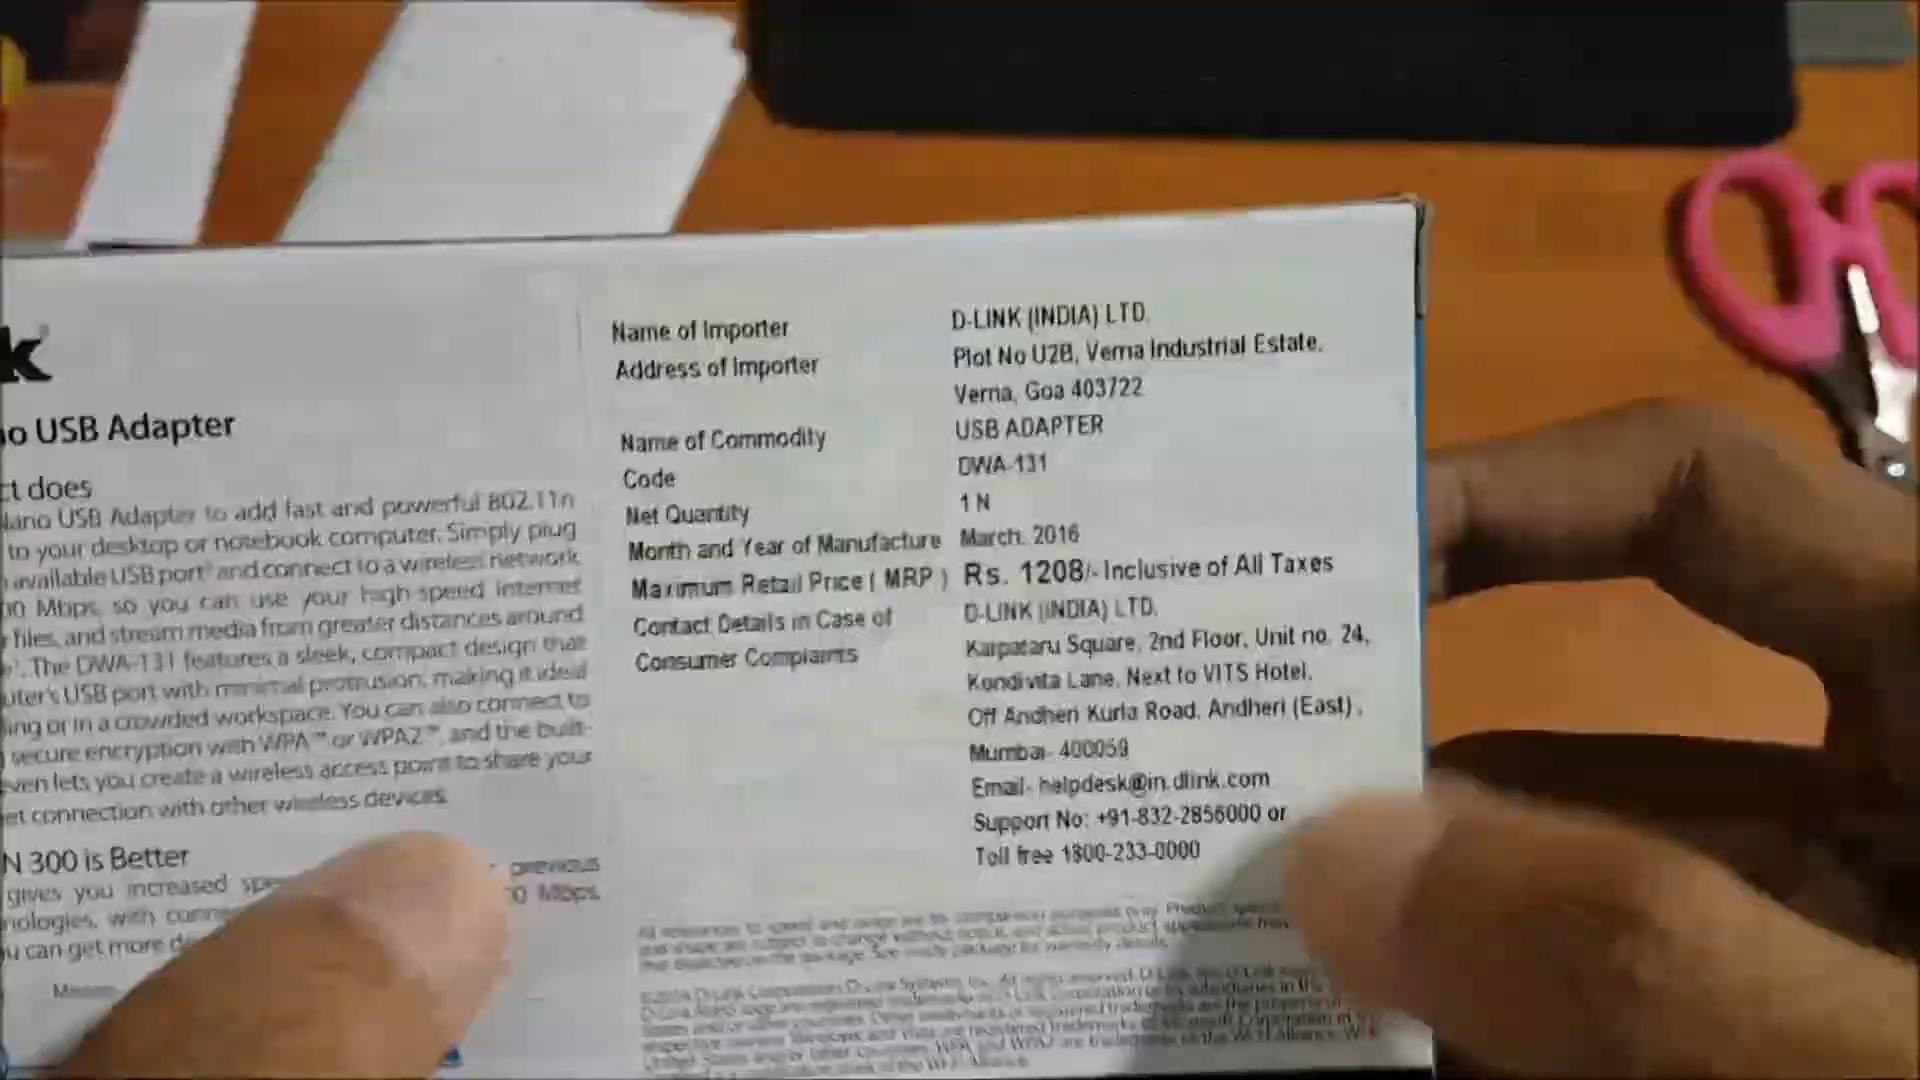 k
no USB Adapter
ct does
Nano USB Adapter to add fast and powerful 802.11n
to your desktop or notebook computer. Simply plug
available USB port and connect to a wireless network
00 Mbps, so you can use your high-speed internet
files, and stream media from greater distances around
. The DWA-131 features a sleek, compact design that
uter's USB port with minimal protrusion, making it ideal
ling or in a crowded workspace. You can also connect to
secure encryption with WPA™ or WPA2™, and the built-
even lets you create a wireless access point to share your
et connection with other wireless devices.
N 300 is Better
gives you increased previous
nologies, with 0 Mbps,
u can get more
Name of Importer D-LINK (INDIA) LTD.
Address of Importer Plot No U2B, Verna Industrial Estate,
Verna, Goa 403722
Name of Commodity USB ADAPTER
Code DWA-131
Net Quantity 1 N
Month and Year of Manufacture March, 2016
Maximum Retail Price ( MRP ) Rs. 1208/- Inclusive of All Taxes
Contact Details in Case of D-LINK (INDIA) LTD.
Consumer Complaints Kalpataru Square, 2nd Floor, Unit no. 24,
Kondivita Lane, Next to VITS Hotel,
Off Andheri Kurla Road, Andheri (East),
Mumbai- 400059
Email- helpdesk@in.dlink.com
Support No: +91-832-2856000 or
Toll free 1800-233-0000